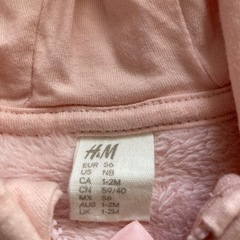 H&M
EUR 56
US NB
CA 1-2M
CN 59/40
MX 56
AUS 1-2M
UK 1-2M